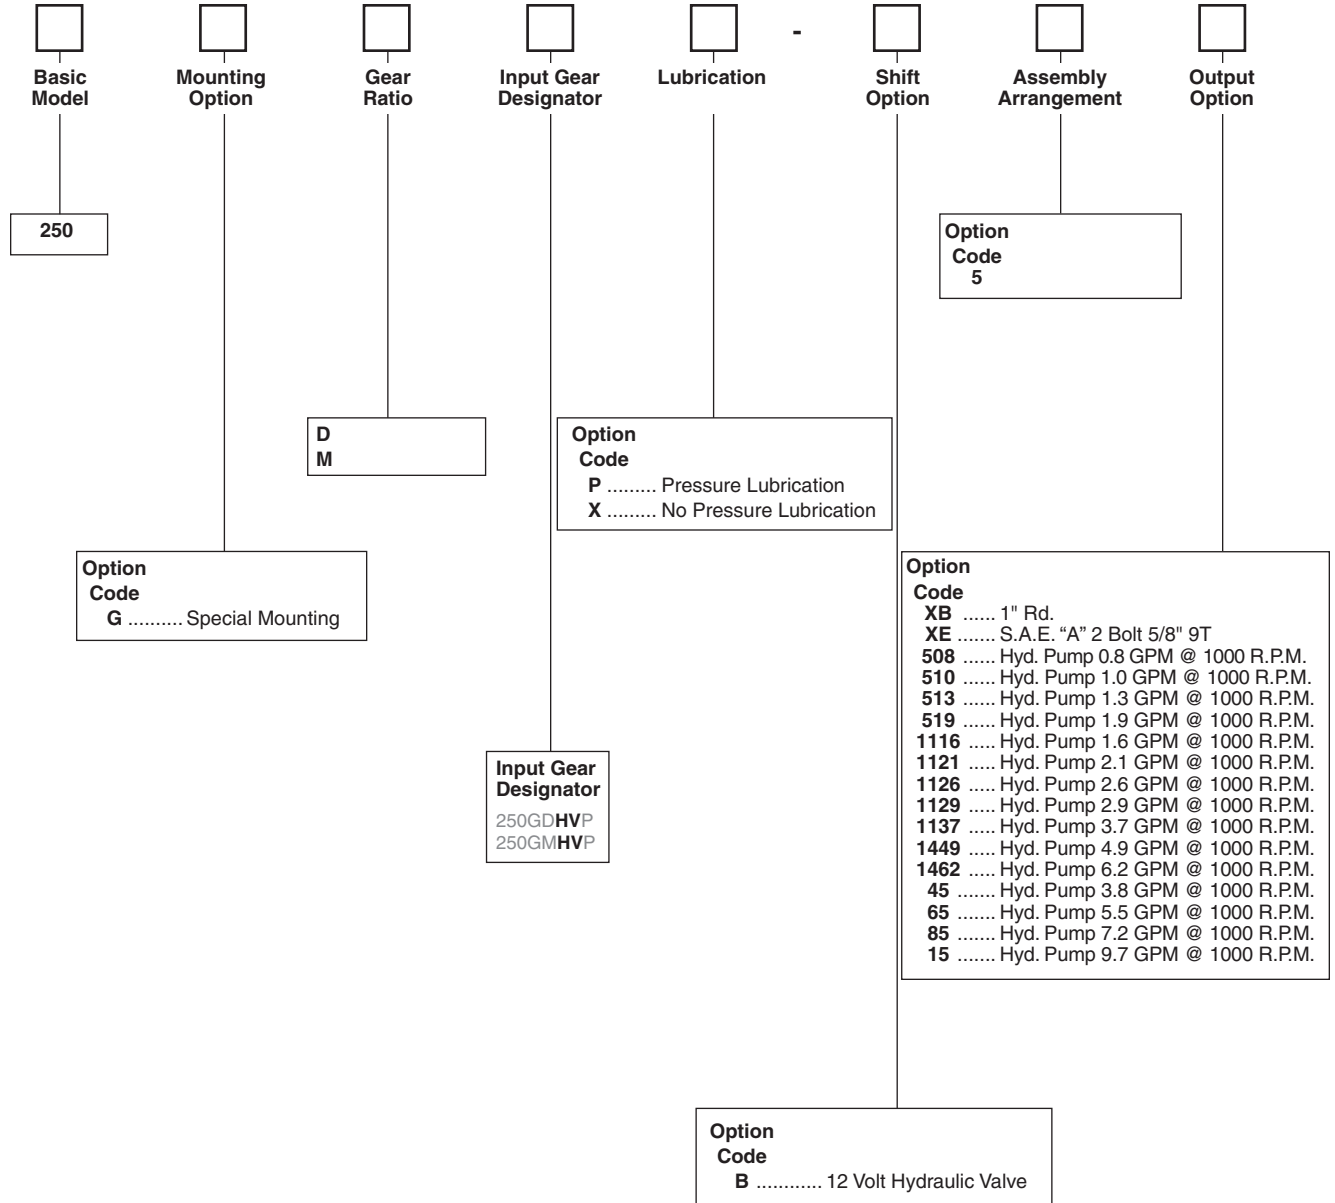 -
Basic Model
Mounting Option
Gear Ratio
Input Gear Designator
Lubrication
Shift Option
Assembly Arrangement
Output Option
250
Option
Code
5
D
M
Option
Code
P ......... Pressure Lubrication
X ......... No Pressure Lubrication
Option
Code
G .......... Special Mounting
Option
Code
XB ...... 1" Rd.
XE ....... S.A.E. “A” 2 Bolt 5/8" 9T
508 ...... Hyd. Pump 0.8 GPM @ 1000 R.P.M.
510 ...... Hyd. Pump 1.0 GPM @ 1000 R.P.M.
513 ...... Hyd. Pump 1.3 GPM @ 1000 R.P.M.
519 ...... Hyd. Pump 1.9 GPM @ 1000 R.P.M.
1116 ..... Hyd. Pump 1.6 GPM @ 1000 R.P.M.
1121 ..... Hyd. Pump 2.1 GPM @ 1000 R.P.M.
1126 ..... Hyd. Pump 2.6 GPM @ 1000 R.P.M.
1129 ..... Hyd. Pump 2.9 GPM @ 1000 R.P.M.
1137 ..... Hyd. Pump 3.7 GPM @ 1000 R.P.M.
1449 ..... Hyd. Pump 4.9 GPM @ 1000 R.P.M.
1462 ..... Hyd. Pump 6.2 GPM @ 1000 R.P.M.
45 ....... Hyd. Pump 3.8 GPM @ 1000 R.P.M.
65 ....... Hyd. Pump 5.5 GPM @ 1000 R.P.M.
85 ....... Hyd. Pump 7.2 GPM @ 1000 R.P.M.
15 ....... Hyd. Pump 9.7 GPM @ 1000 R.P.M.
Input Gear
Designator
250GDHVP
250GMHVP
Option
Code
B ............ 12 Volt Hydraulic Valve